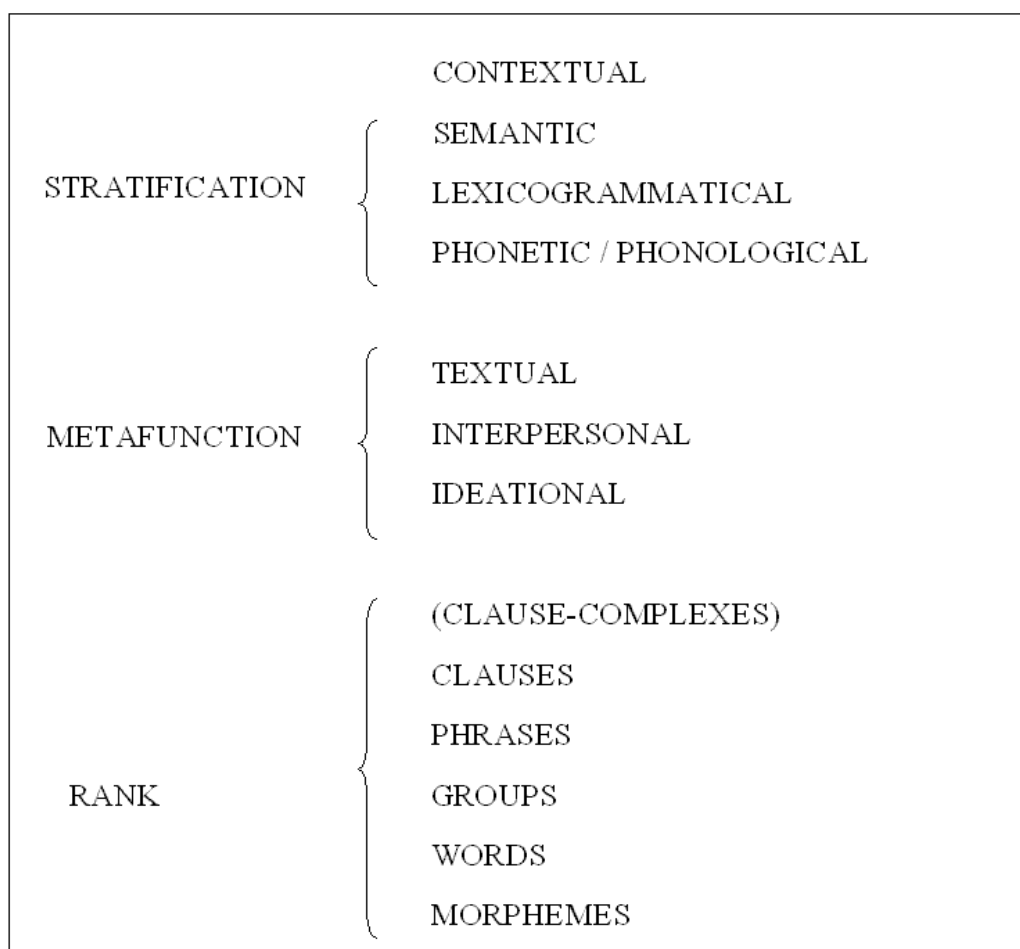 CONTEXTUAL
SEMANTIC
STRATIFICATION
LEXICOGRAMMATICAL
PHONETIC / PHONOLOGICAL
TEXTUAL
METAFUNCTION
INTERPERSONAL
IDEATIONAL
(CLAUSE-COMPLEXES)
CLAUSES
PHRASES
RANK
GROUPS
WORDS
MORPHEMES